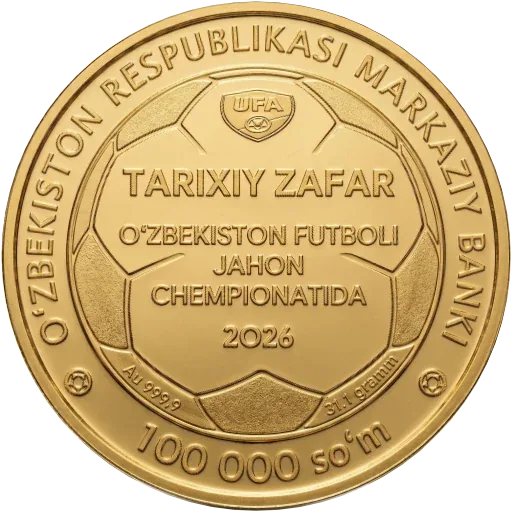 O‘ZBEKISTON RESPUBLIKASI MARKAZIY BANKI
UFA
TARIXIY ZAFAR
O‘ZBEKISTON FUTBOLI
JAHON
CHEMPIONATIDA
2026
Au 999,9
31.1 gramm
100 000 so‘m